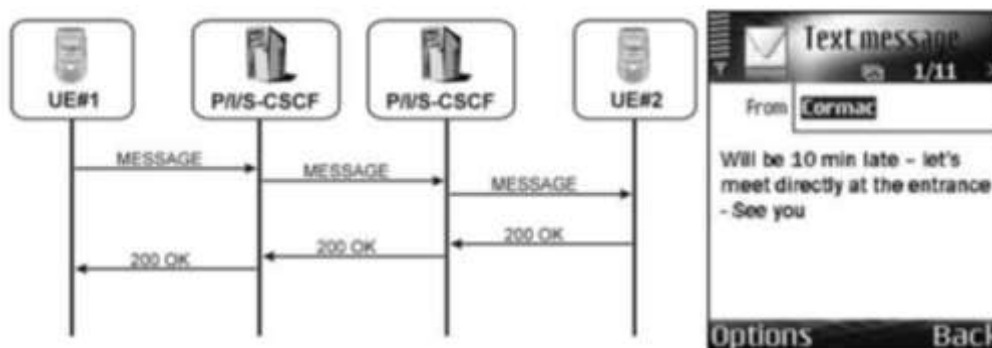 UE#1
P/I/S-CSCF
P/I/S-CSCF
UE#2
MESSAGE
MESSAGE
MESSAGE
200 OK
200 OK
200 OK
Text message
1/11
From Cormac
Will be 10 min late – let's
meet directly at the entrance
- See you
Options Back